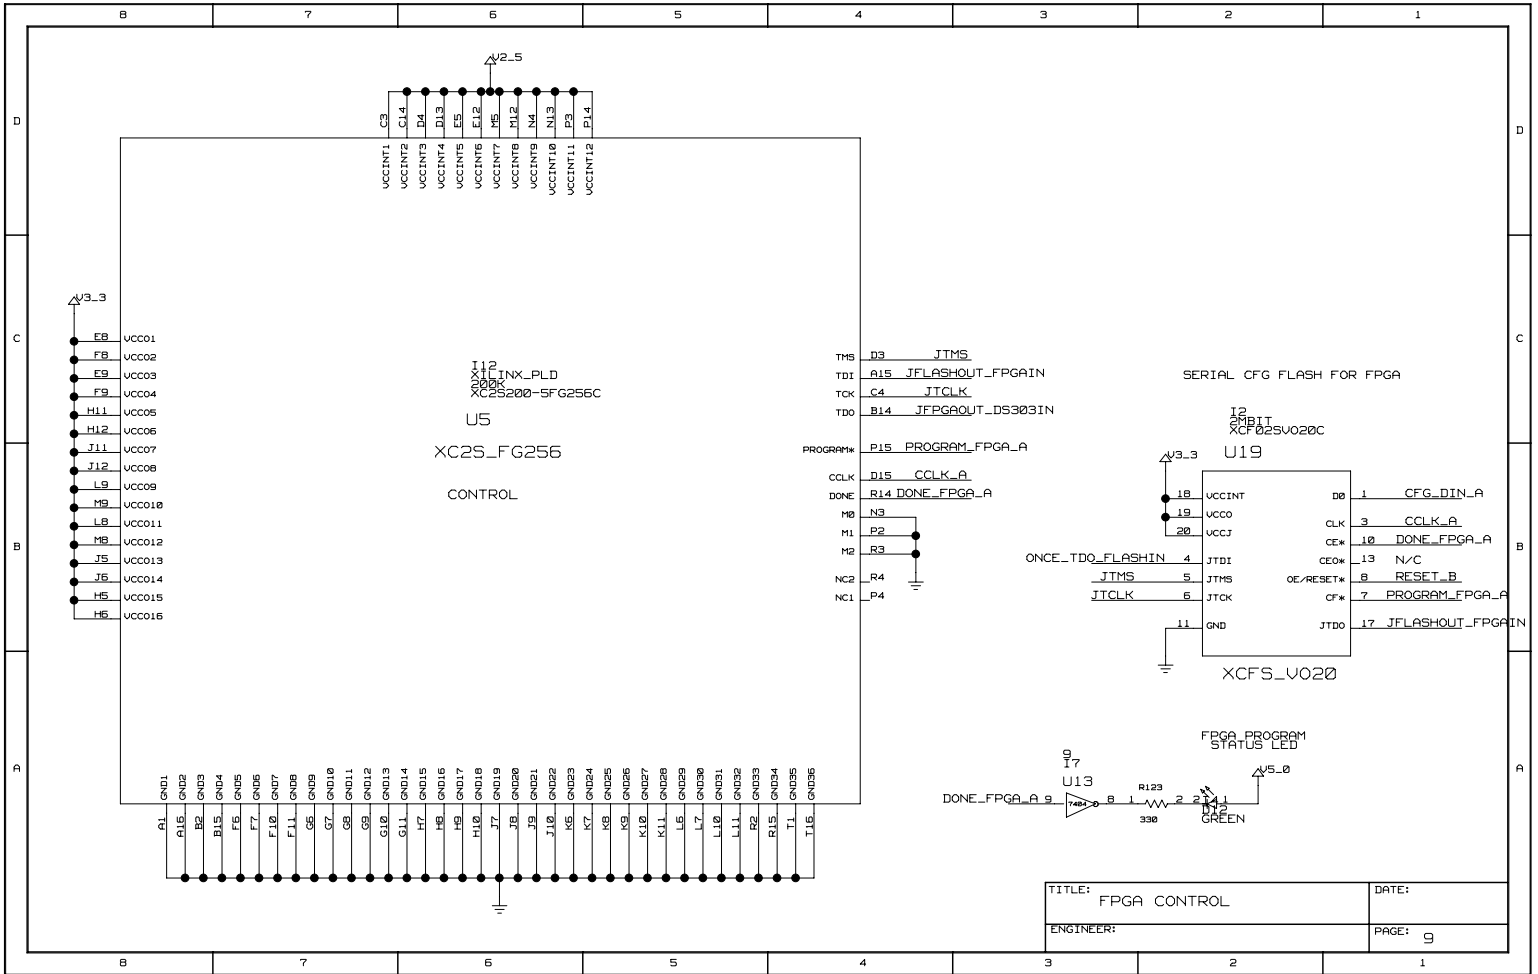 8 7 6 5 4 3 2 1
V2_5
C3 C14 D4 D13 E5 E12 M5 M12 N4 N13 P3 P14
D D
VCCINT1 VCCINT2 VCCINT3 VCCINT4 VCCINT5 VCCINT6 VCCINT7 VCCINT8 VCCINT9 VCCINT10 VCCINT11 VCCINT12
V3_3
C C
E8 VCCO1
F8 VCCO2
E9 VCCO3
F9 VCCO4
H11 VCCO5
H12 VCCO6
J11 VCCO7
J12 VCCO8
L9 VCCO9
M9 VCCO10
L8 VCCO11
M8 VCCO12
J5 VCCO13
J6 VCCO14
H5 VCCO15
H6 VCCO16
I12
XILINX_PLD
200K
XC2S200-5FG256C
U5
XC2S_FG256
CONTROL
TMS D3 JTMS
TDI A15 JFLASHOUT_FPGAIN
TCK C4 JTCLK
TDO B14 JFPGAOUT_DS303IN
PROGRAM* P15 PROGRAM_FPGA_A
CCLK D15 CCLK_A
DONE R14 DONE_FPGA_A
M0 N3
M1 P2
M2 R3
NC2 R4
NC1 P4
SERIAL CFG FLASH FOR FPGA
I2
2MBIT
XCF02SVO20C
U19
V3_3
18 VCCINT D0 1 CFG_DIN_A
19 VCCO CLK 3 CCLK_A
20 VCCJ CE* 10 DONE_FPGA_A
ONCE_TDO_FLASHIN 4 JTDI CEO* 13 N/C
JTMS 5 JTMS OE/RESET* 8 RESET_B
JTCLK 6 JTCK CF* 7 PROGRAM_FPGA_A
11 GND JTDO 17 JFLASHOUT_FPGAIN
XCFS_VO20
B B
FPGA PROGRAM
STATUS LED
V5_0
9
I7
U13
DONE_FPGA_A 9 7404 8 1 R123 2 2 1
330
GREEN
A A
GND1 GND2 GND3 GND4 GND5 GND6 GND7 GND8 GND9 GND10 GND11 GND12 GND13 GND14 GND15 GND16 GND17 GND18 GND19 GND20 GND21 GND22 GND23 GND24 GND25 GND26 GND27 GND28 GND29 GND30 GND31 GND32 GND33 GND34 GND35 GND36
A1 A16 B2 B15 F6 F7 F10 F11 G6 G7 G8 G9 G10 G11 H7 H8 H9 H10 J7 J8 J9 J10 K6 K7 K8 K9 K10 K11 L6 L7 L10 L11 R2 R15 T1 T16
TITLE: FPGA CONTROL
DATE:
ENGINEER:
PAGE: 9
8 7 6 5 4 3 2 1